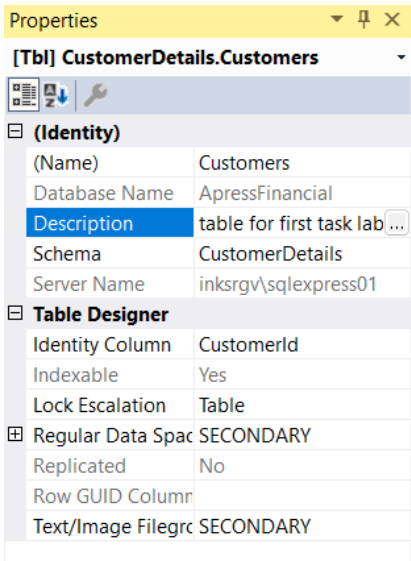 Properties
[Tbl] CustomerDetails.Customers
(Identity)
(Name) Customers
Database Name ApressFinancial
Description table for first task lab ...
Schema CustomerDetails
Server Name inksrgv\sqlexpress01
Table Designer
Identity Column CustomerId
Indexable Yes
Lock Escalation Table
Regular Data Spac SECONDARY
Replicated No
Row GUID Column
Text/Image Filegro SECONDARY